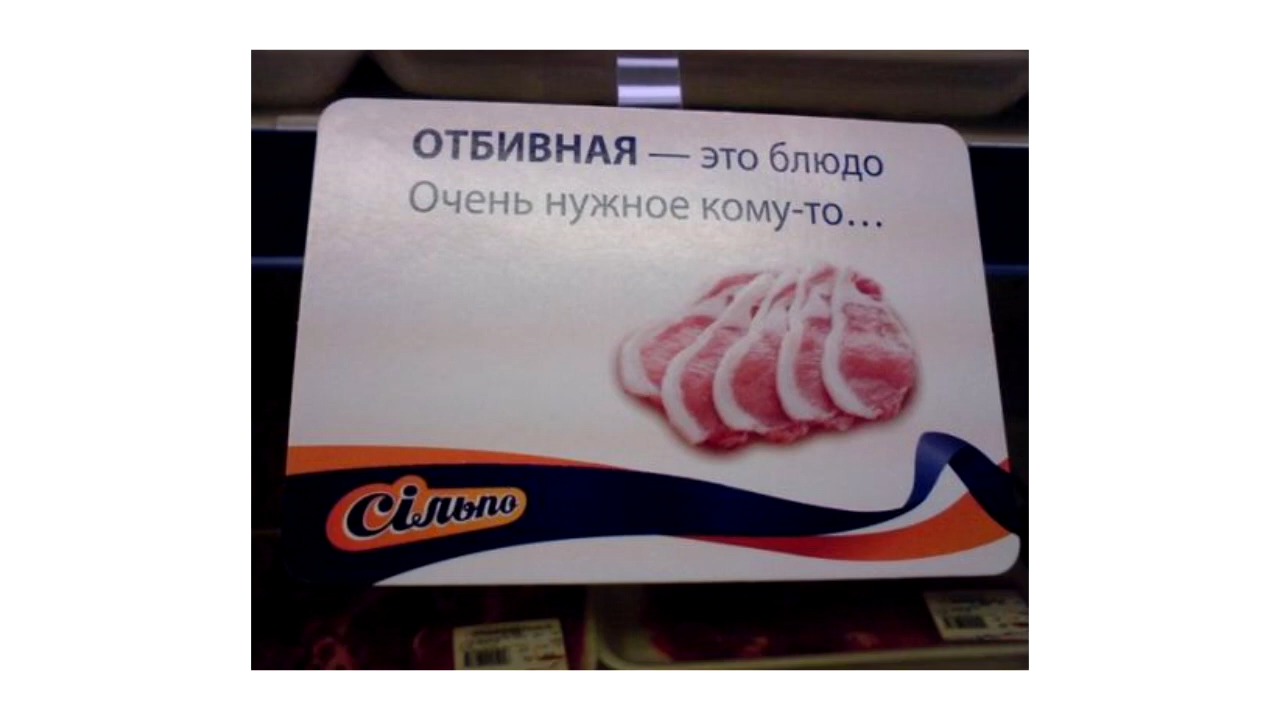 ОТБИВНАЯ — это блюдо
Очень нужное кому-то...
Сільпо